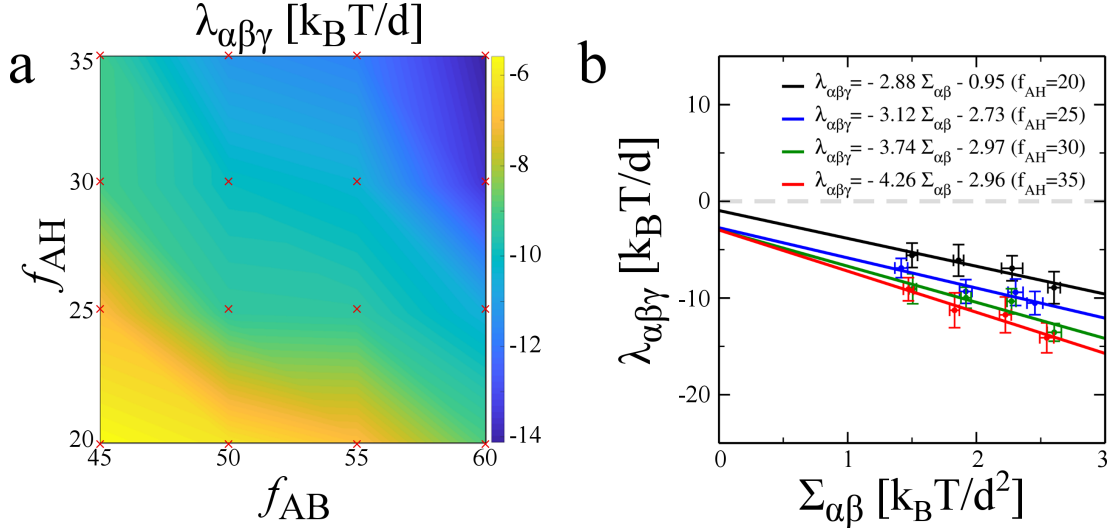 a
λαβγ [kBT/d]
35
30
25
20
fAH
45
50
55
60
fAB
-6
-8
-10
-12
-14
b
λαβγ= - 2.88 Σαβ - 0.95 (fAH=20)
λαβγ= - 3.12 Σαβ - 2.73 (fAH=25)
λαβγ= - 3.74 Σαβ - 2.97 (fAH=30)
λαβγ= - 4.26 Σαβ - 2.96 (fAH=35)
10
0
-10
-20
λαβγ [kBT/d]
0
1
2
3
Σαβ [kBT/d²]